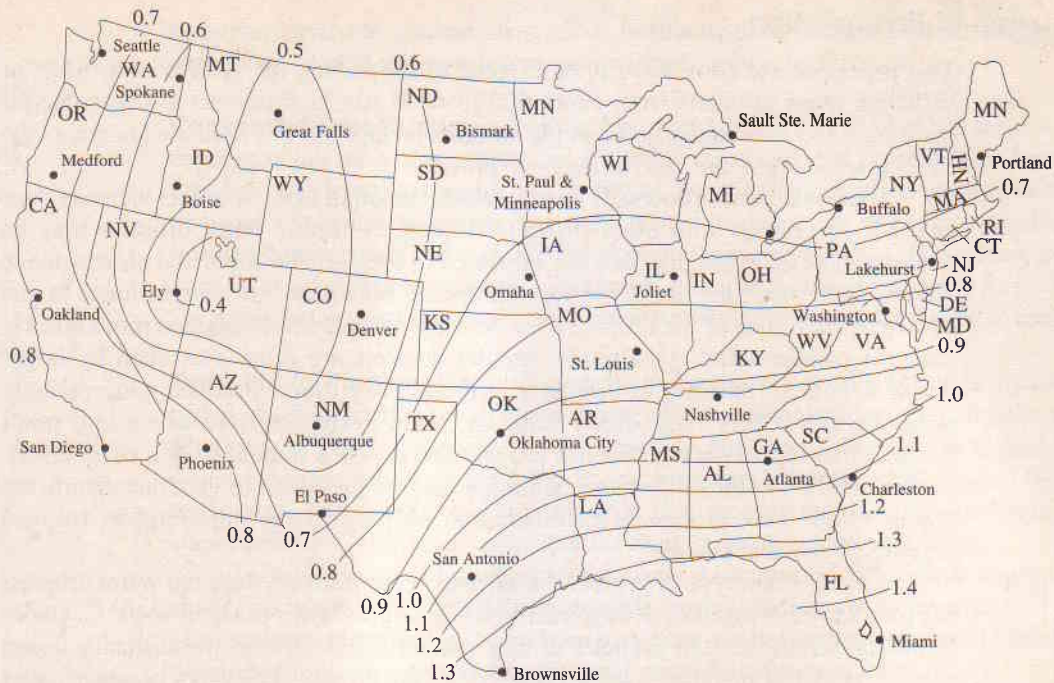 0.7
0.6
0.5
0.6
Seattle
WA
Spokane
MT
ND
MN
MN
OR
Great Falls
Bismark
Sault Ste. Marie
Medford
ID
SD
WI
MI
VT
NH
Portland
WY
St. Paul &
Minneapolis
NY
MA
0.7
CA
NV
Boise
Buffalo
RI
CT
NE
IA
PA
Lakehurst
NJ
0.8
Ely
0.4
UT
CO
Omaha
IL
Joliet
IN
OH
DE
MD
Oakland
Denver
KS
MO
Washington
WV
VA
0.9
0.8
St. Louis
KY
AZ
NM
TX
OK
AR
Nashville
1.0
San Diego
Phoenix
Albuquerque
Oklahoma City
MS
AL
GA
Atlanta
SC
1.1
El Paso
LA
Charleston
1.2
0.8
0.7
0.8
San Antonio
1.3
0.9
1.0
1.1
1.2
1.3
FL
1.4
Miami
Brownsville